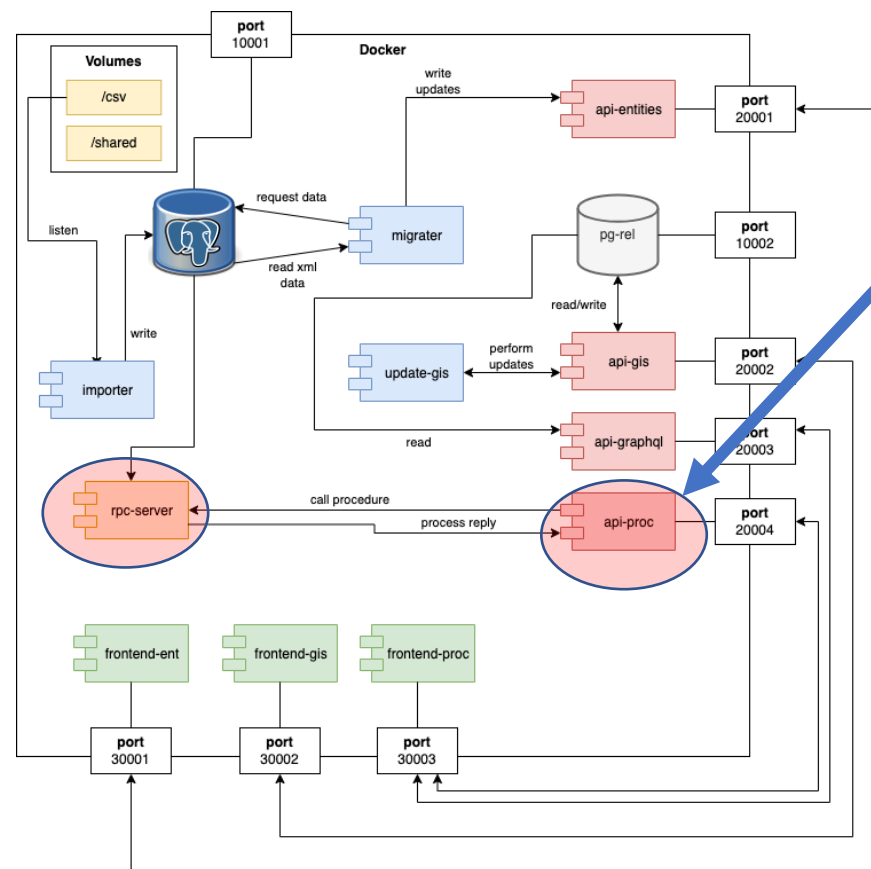 port
10001
Docker
Volumes
/csv
/shared
write
updates
api-entities
port
20001
request data
migrater
pg-rel
port
10002
listen
read xml
data
read/write
write
importer
update-gis
perform
updates
api-gis
port
20002
read
api-graphql
port
20003
rpc-server
call procedure
process reply
api-proc
port
20004
frontend-ent
frontend-gis
frontend-proc
port
30001
port
30002
port
30003